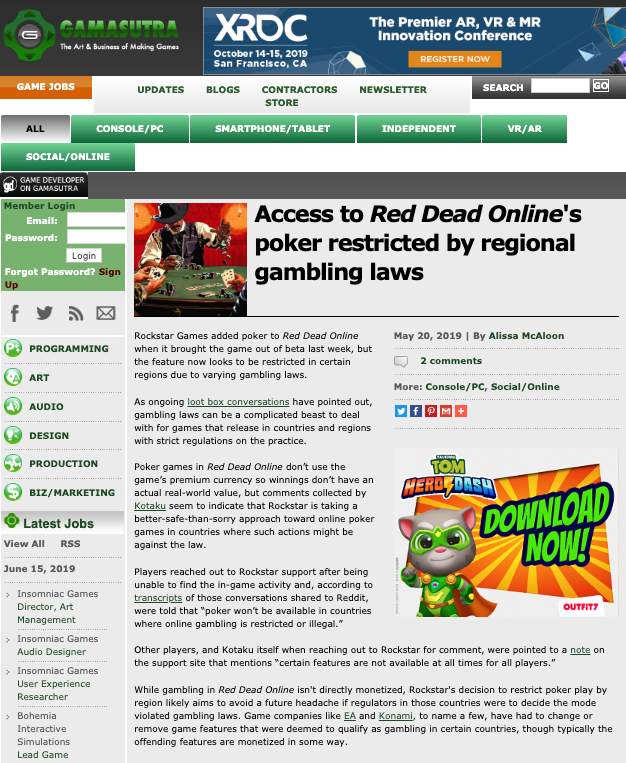 GAMASUTRA
The Art & Business of Making Games
XRDC
October 14-15, 2019
San Francisco, CA
The Premier AR, VR & MR
Innovation Conference
REGISTER NOW
GAME JOBS
UPDATES BLOGS CONTRACTORS NEWSLETTER
STORE
SEARCH GO
ALL CONSOLE/PC SMARTPHONE/TABLET INDEPENDENT VR/AR
SOCIAL/ONLINE
gd GAME DEVELOPER
ON GAMASUTRA
Member Login
Email:
Password:
Login
Forgot Password? Sign
Up
PROGRAMMING
ART
AUDIO
DESIGN
PRODUCTION
BIZ/MARKETING
Latest Jobs
View All RSS
June 15, 2019
Insomniac Games
Director, Art
Management
Insomniac Games
Audio Designer
Insomniac Games
User Experience
Researcher
Bohemia
Interactive
Simulations
Lead Game
Access to Red Dead Online's
poker restricted by regional
gambling laws
Rockstar Games added poker to Red Dead Online
when it brought the game out of beta last week, but
the feature now looks to be restricted in certain
regions due to varying gambling laws.
As ongoing loot box conversations have pointed out,
gambling laws can be a complicated beast to deal
with for games that release in countries and regions
with strict regulations on the practice.
Poker games in Red Dead Online don't use the
game's premium currency so winnings don't have an
actual real-world value, but comments collected by
Kotaku seem to indicate that Rockstar is taking a
better-safe-than-sorry approach toward online poker
games in countries where such actions might be
against the law.
Players reached out to Rockstar support after being
unable to find the in-game activity and, according to
transcripts of those conversations shared to Reddit,
were told that “poker won’t be available in countries
where online gambling is restricted or illegal.”
May 20, 2019 | By Alissa McAloon
2 comments
More: Console/PC, Social/Online
TALKING
TOM
HERO DASH
DOWNLOAD
NOW!
OUTFIT7
Other players, and Kotaku itself when reaching out to Rockstar for comment, were pointed to a note on
the support site that mentions “certain features are not available at all times for all players.”
While gambling in Red Dead Online isn't directly monetized, Rockstar's decision to restrict poker play by
region likely aims to avoid a future headache if regulators in those countries were to decide the mode
violated gambling laws. Game companies like EA and Konami, to name a few, have had to change or
remove game features that were deemed to qualify as gambling in certain countries, though typically the
offending features are monetized in some way.